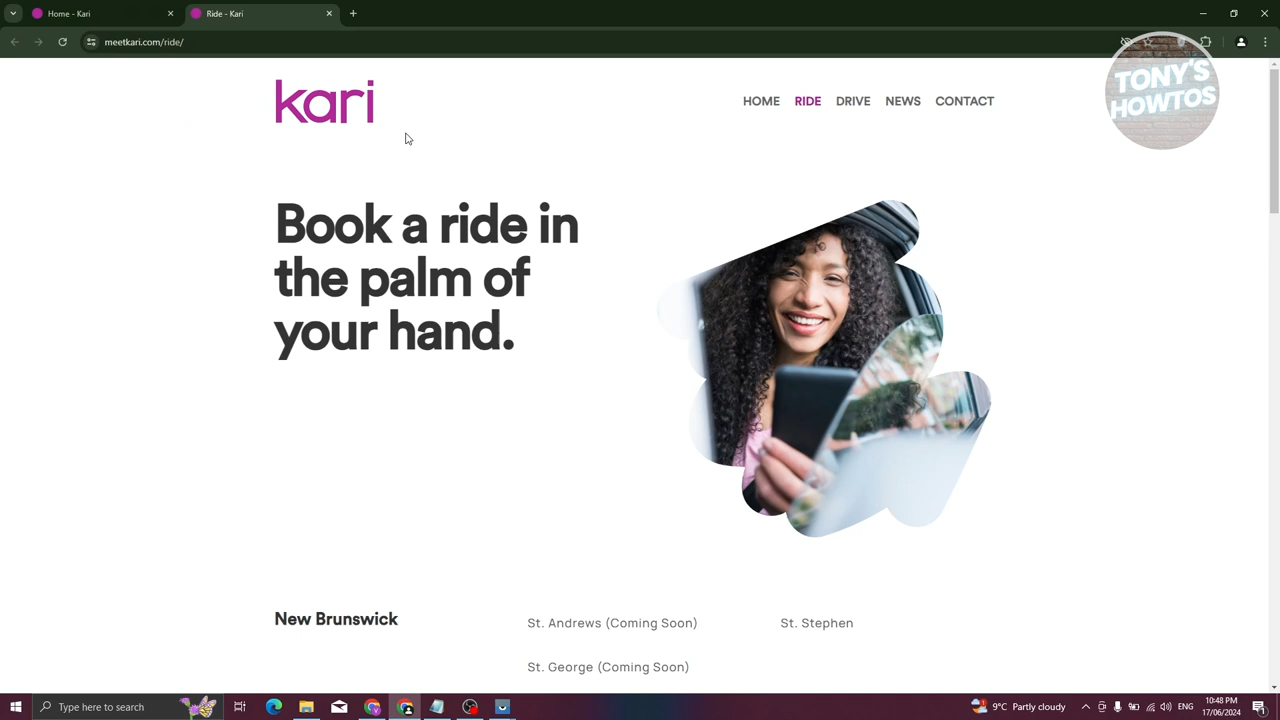 Home - Kari
Ride - Kari
meetkari.com/ride/
TONY'S
HOWTOS
kari
HOME RIDE DRIVE NEWS CONTACT
Book a ride in
the palm of
your hand.
New Brunswick
St. Andrews (Coming Soon)
St. Stephen
St. George (Coming Soon)
Type here to search
1
9°C Partly cloudy
ENG
10:48 PM
17/06/2024